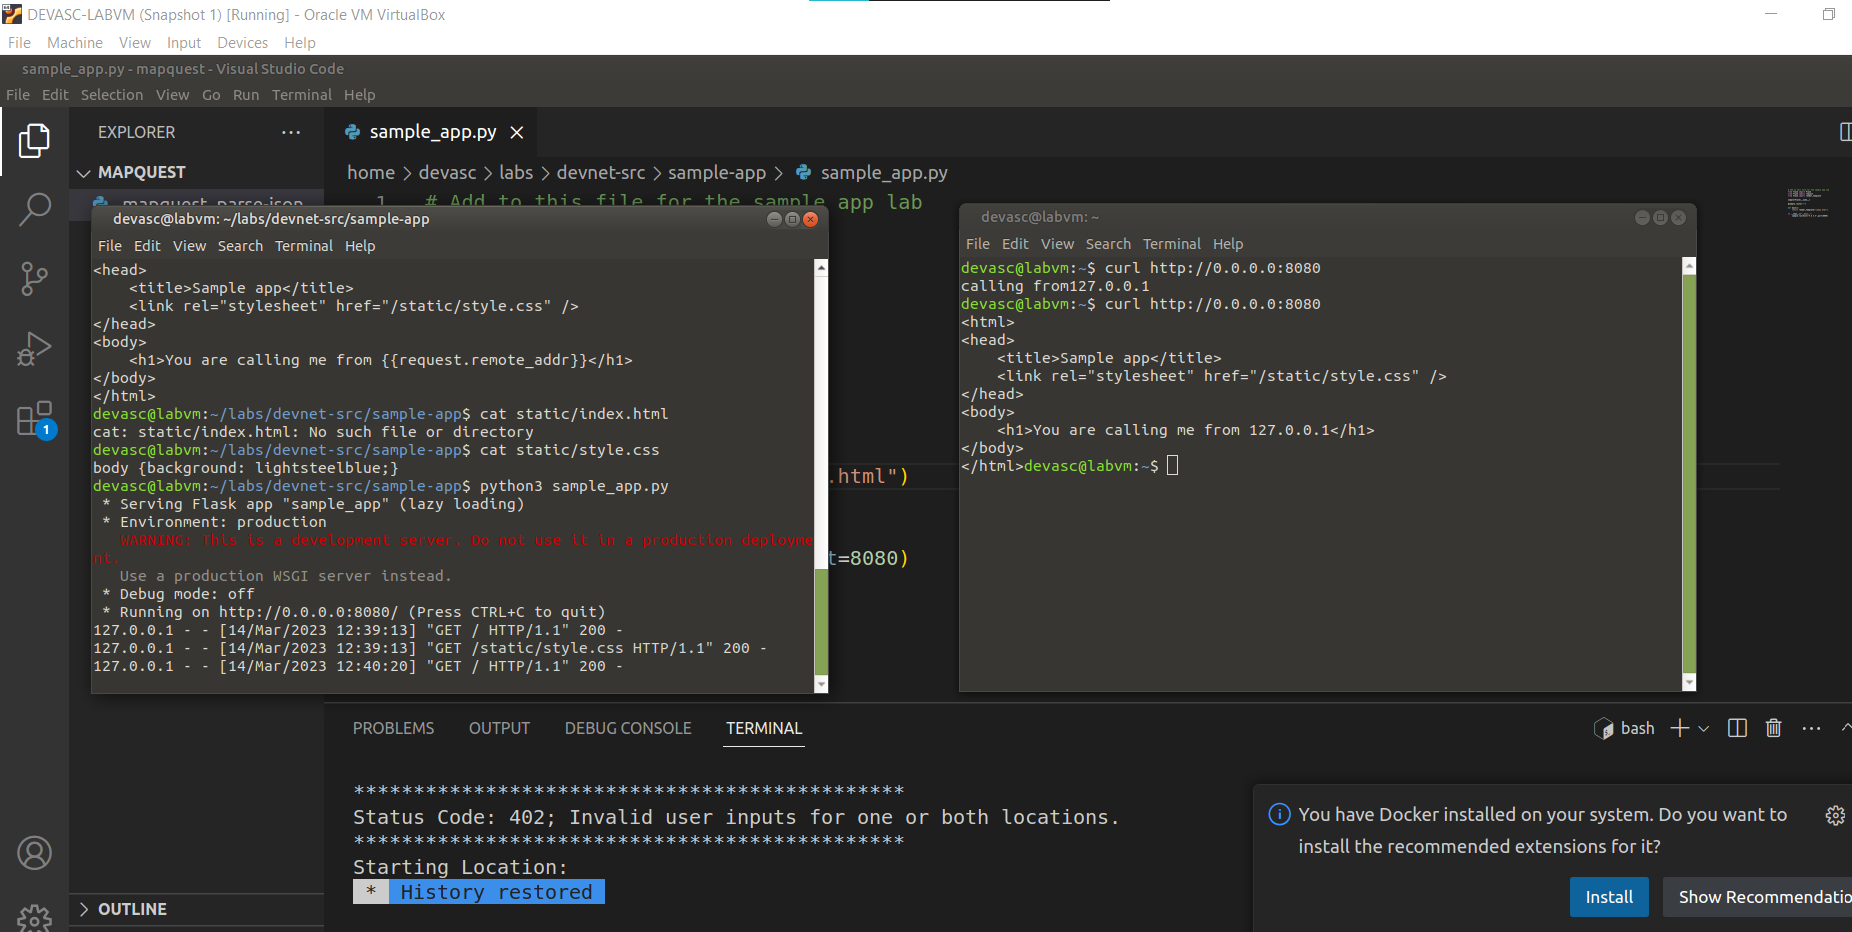 DEVASC-LABVM (Snapshot 1) [Running] - Oracle VM VirtualBox
File Machine View Input Devices Help
sample_app.py - mapquest - Visual Studio Code
File Edit Selection View Go Run Terminal Help
EXPLORER
sample_app.py
MAPQUEST
home > devasc > labs > devnet-src > sample-app > sample_app.py
mapquest_parse-json
1 # Add to this file for the sample app lab
devasc@labvm: ~/labs/devnet-src/sample-app
File Edit View Search Terminal Help
<head>
    <title>Sample app</title>
    <link rel="stylesheet" href="/static/style.css" />
</head>
<body>
    <h1>You are calling me from {{request.remote_addr}}</h1>
</body>
</html>
devasc@labvm:~/labs/devnet-src/sample-app$ cat static/index.html
cat: static/index.html: No such file or directory
devasc@labvm:~/labs/devnet-src/sample-app$ cat static/style.css
body {background: lightsteelblue;}
devasc@labvm:~/labs/devnet-src/sample-app$ python3 sample_app.py
 * Serving Flask app "sample_app" (lazy loading)
 * Environment: production
   WARNING: This is a development server. Do not use it in a production deployme
nt.
   Use a production WSGI server instead.
 * Debug mode: off
 * Running on http://0.0.0.0:8080/ (Press CTRL+C to quit)
127.0.0.1 - - [14/Mar/2023 12:39:13] "GET / HTTP/1.1" 200 -
127.0.0.1 - - [14/Mar/2023 12:39:13] "GET /static/style.css HTTP/1.1" 200 -
127.0.0.1 - - [14/Mar/2023 12:40:20] "GET / HTTP/1.1" 200 -
.html")
t=8080)
devasc@labvm: ~
File Edit View Search Terminal Help
devasc@labvm:~$ curl http://0.0.0.0:8080
calling from127.0.0.1
devasc@labvm:~$ curl http://0.0.0.0:8080
<html>
<head>
    <title>Sample app</title>
    <link rel="stylesheet" href="/static/style.css" />
</head>
<body>
    <h1>You are calling me from 127.0.0.1</h1>
</body>
</html>devasc@labvm:~$
1
PROBLEMS OUTPUT DEBUG CONSOLE TERMINAL
bash
**********************************************
Status Code: 402; Invalid user inputs for one or both locations.
**********************************************
Starting Location:
 * History restored
You have Docker installed on your system. Do you want to
install the recommended extensions for it?
Install Show Recommendatio
OUTLINE